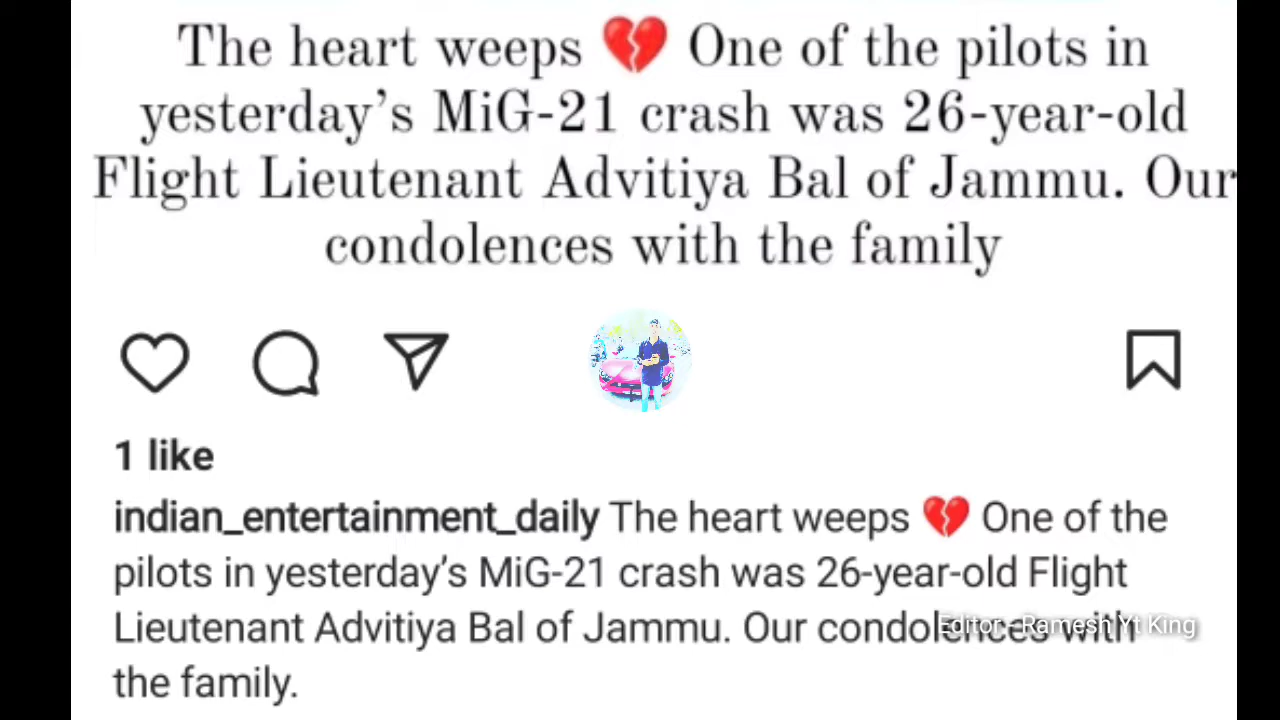 The heart weeps 💔 One of the pilots in
yesterday’s MiG-21 crash was 26-year-old
Flight Lieutenant Advitiya Bal of Jammu. Our
condolences with the family
1 like
indian_entertainment_daily The heart weeps 💔 One of the
pilots in yesterday’s MiG-21 crash was 26-year-old Flight
Lieutenant Advitiya Bal of Jammu. Our condolences with
the family.
Editor - Ramesh Yt King